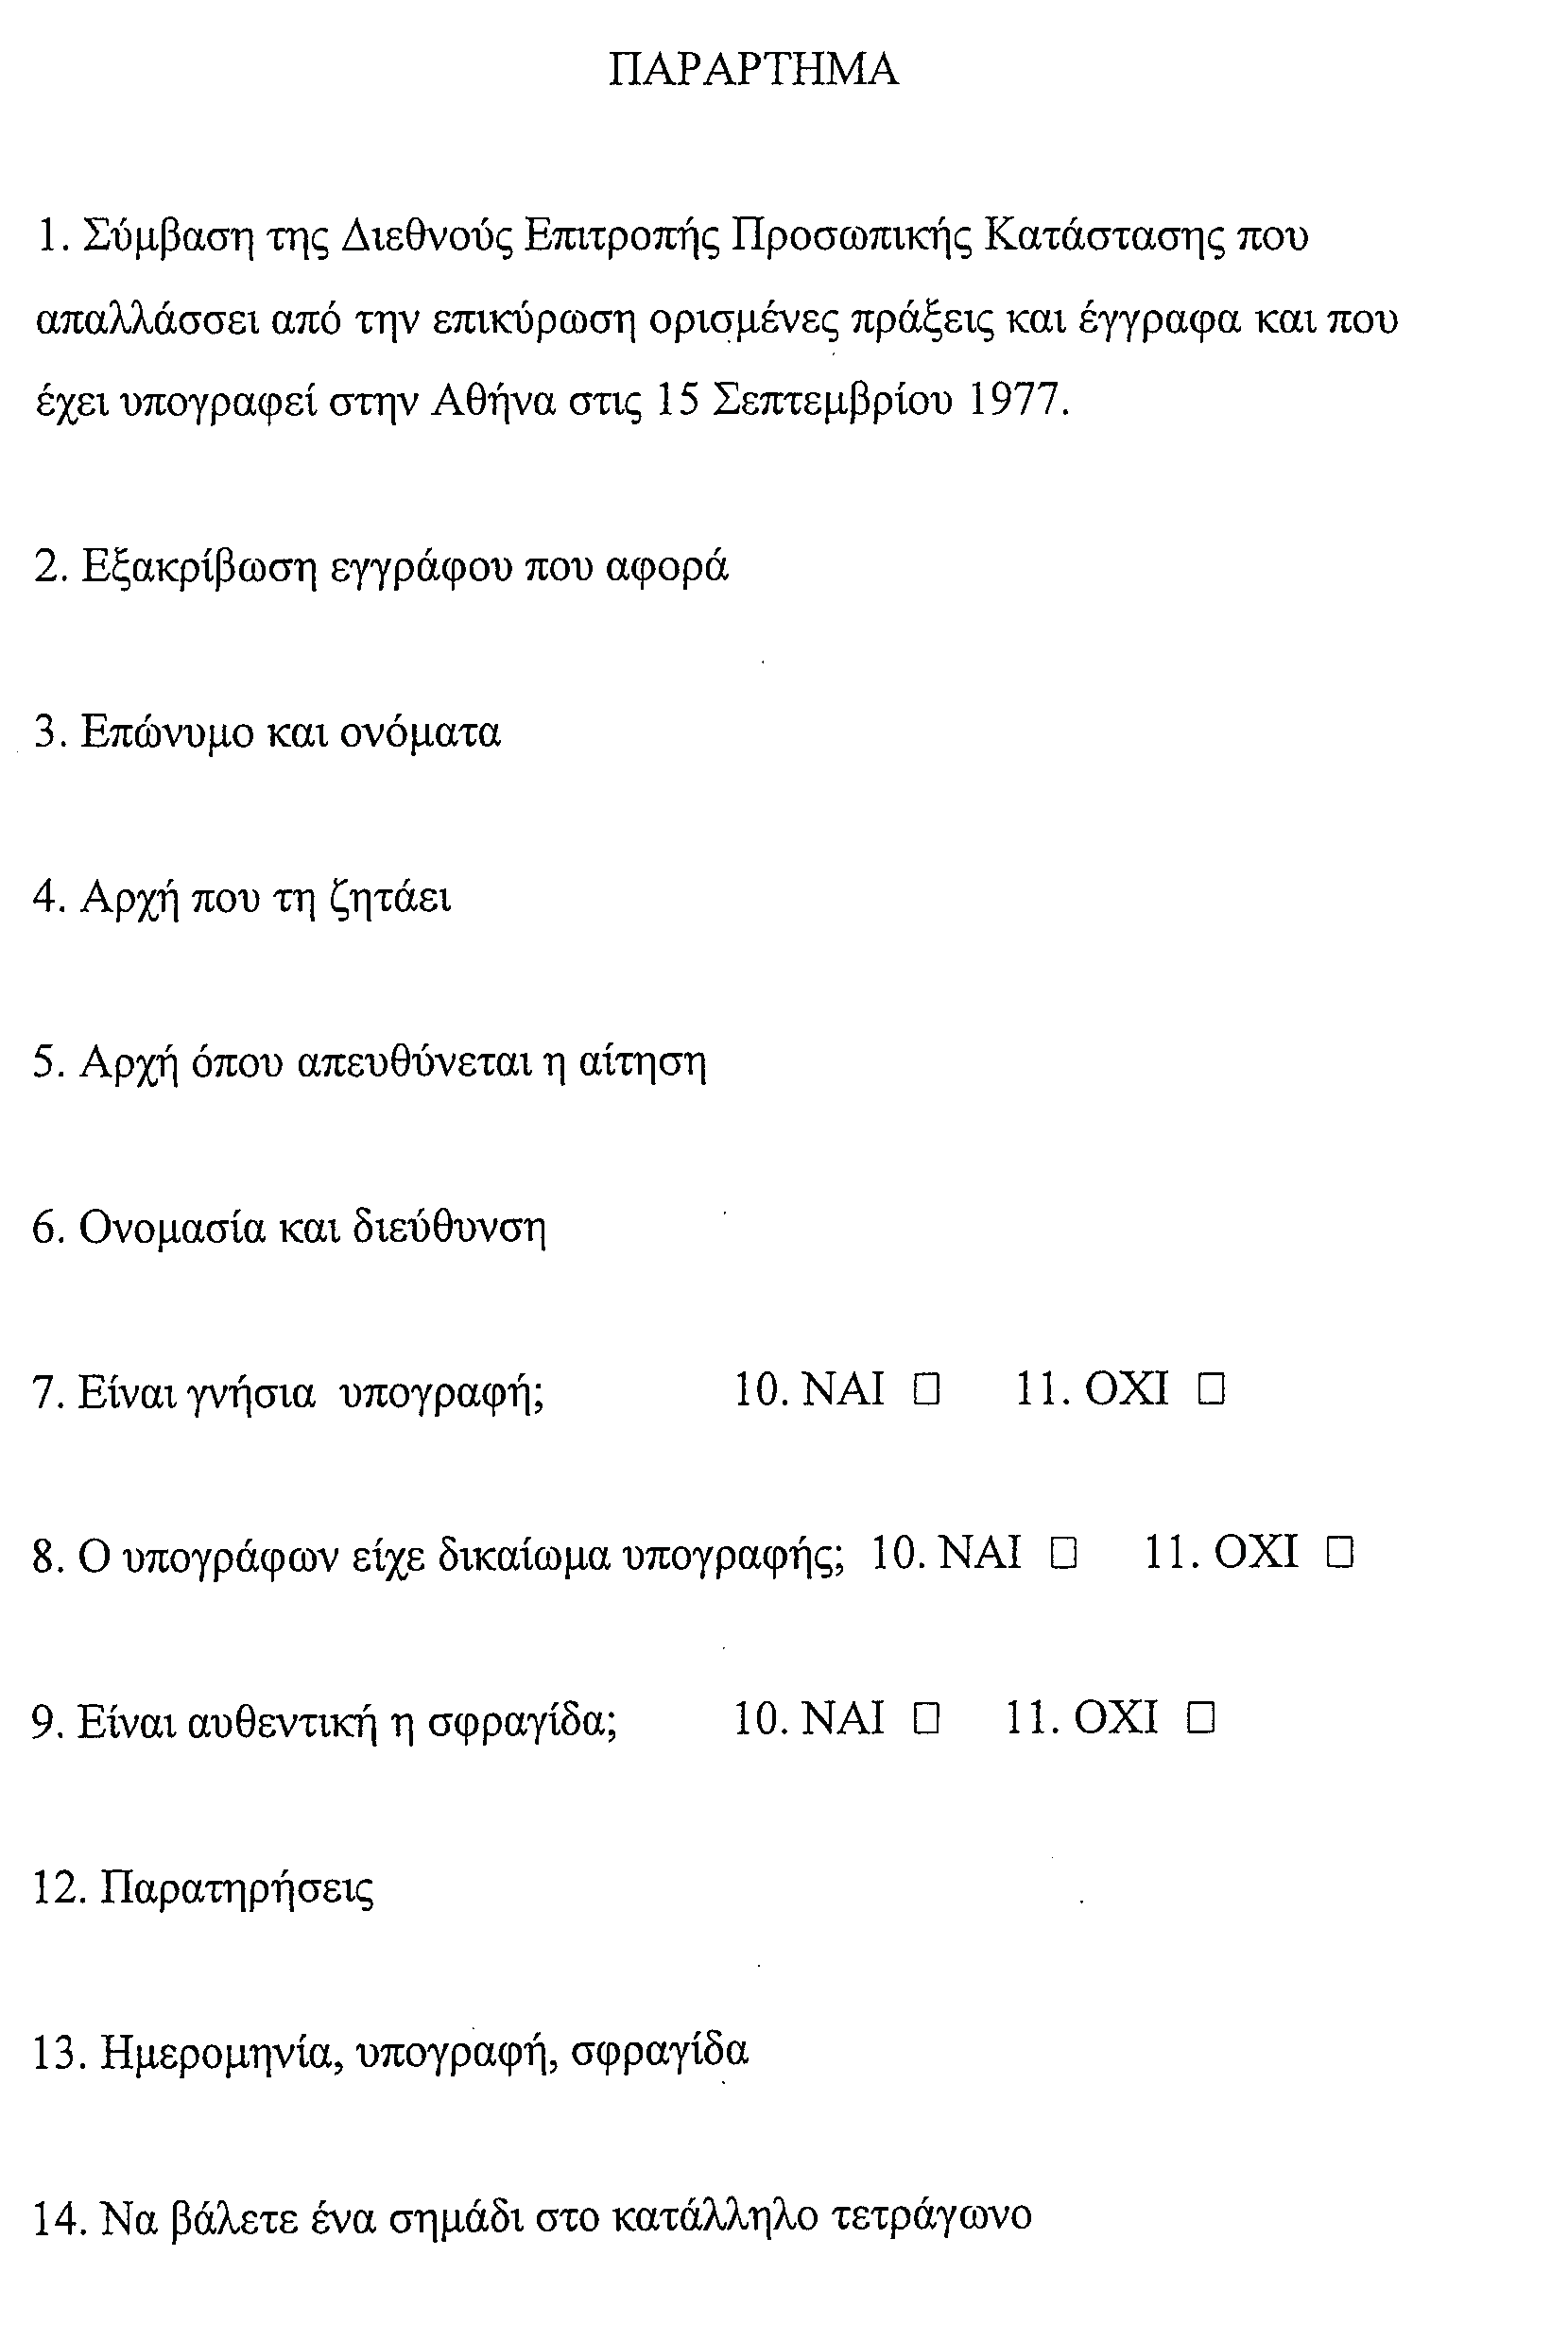 ΠΑΡΑΡΤΗΜΑ
1. Σύμβαση της Διεθνούς Επιτροπής Προσωπικής Κατάστασης που
απαλλάσσει από την επικύρωση ορισμένες πράξεις και έγγραφα και που
έχει υπογραφεί στην Αθήνα στις 15 Σεπτεμβρίου 1977.
2. Εξακρίβωση εγγράφου που αφορά
3. Επώνυμο και ονόματα
4. Αρχή που τη ζητάει
5. Αρχή όπου απευθύνεται η αίτηση
6. Ονομασία και διεύθυνση
7. Είναι γνήσια υπογραφή; 10. ΝΑΙ □ 11. ΟΧΙ □
8. Ο υπογράφων είχε δικαίωμα υπογραφής; 10. ΝΑΙ □ 11. ΟΧΙ □
9. Είναι αυθεντική η σφραγίδα; 10. ΝΑΙ □ 11. ΟΧΙ □
12. Παρατηρήσεις
13. Ημερομηνία, υπογραφή, σφραγίδα
14. Να βάλετε ένα σημάδι στο κατάλληλο τετράγωνο